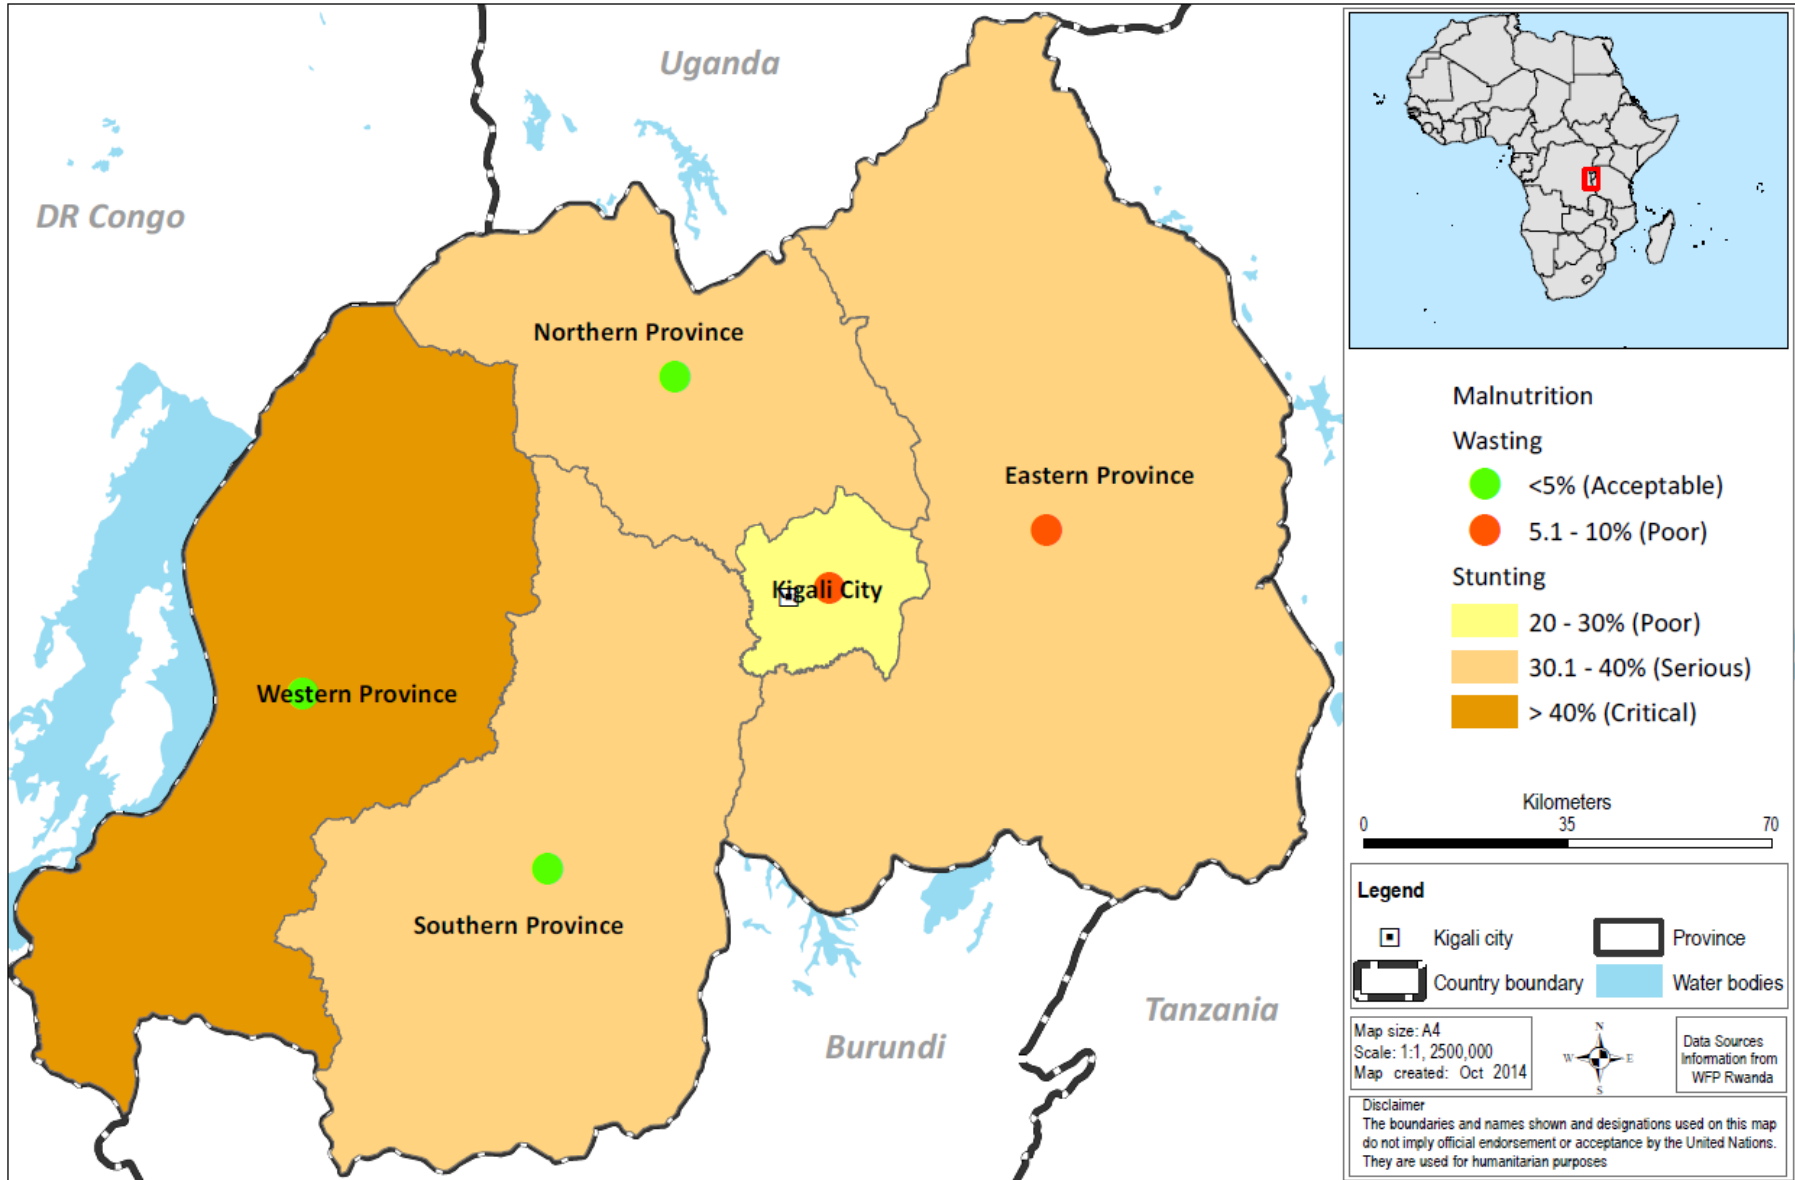 Uganda
DR Congo
Northern Province
Eastern Province
Kigali City
Western Province
Southern Province
Burundi
Tanzania
Malnutrition
Wasting
<5% (Acceptable)
5.1 - 10% (Poor)
Stunting
20 - 30% (Poor)
30.1 - 40% (Serious)
> 40% (Critical)
Kilometers
0 35 70
Legend
Kigali city Province
Country boundary Water bodies
Map size: A4
Scale: 1:1, 2500,000
Map created: Oct 2014
N
W E
S
Data Sources
Information from
WFP Rwanda
Disclaimer
The boundaries and names shown and designations used on this map
do not imply official endorsement or acceptance by the United Nations.
They are used for humanitarian purposes